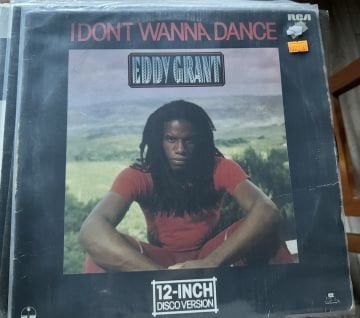 I DON'T WANNA DANCE
RCA
EDDY GRANT
12-INCH
DISCO VERSION